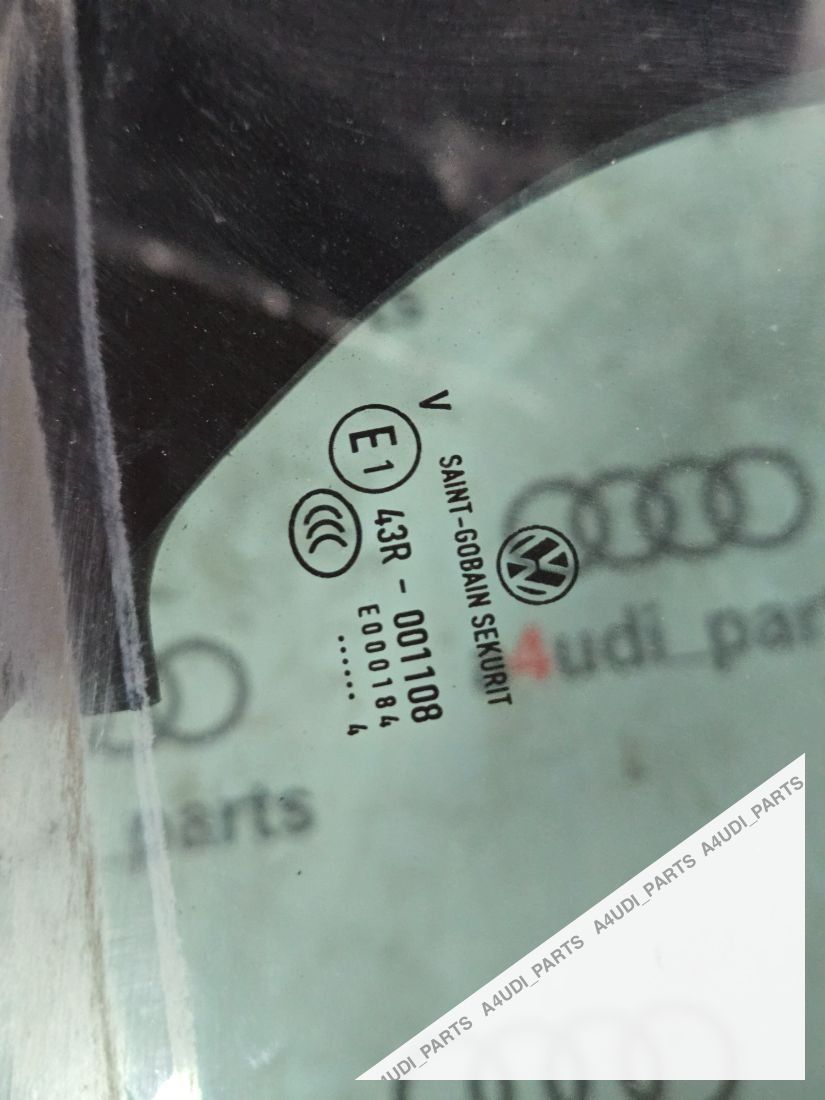 V
SAINT-GOBAIN SEKURIT
E1
43R - 001108
E000184
...... 4
4udi_par
parts
A4UDI_PARTS A4UDI_PARTS A4UDI_PARTS A4UDI_PARTS